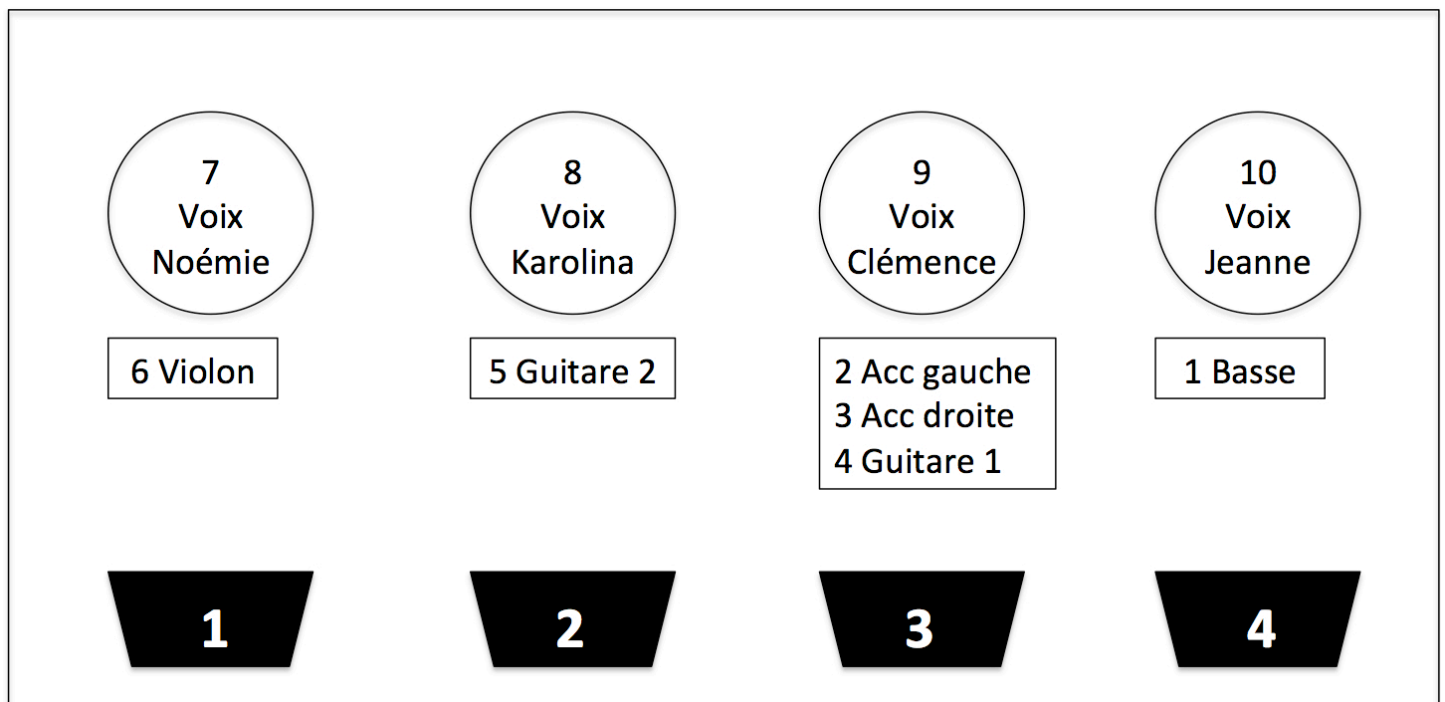 7
Voix
Noémie
8
Voix
Karolina
9
Voix
Clémence
10
Voix
Jeanne
6 Violon
5 Guitare 2
2 Acc gauche
3 Acc droite
4 Guitare 1
1 Basse
1
2
3
4